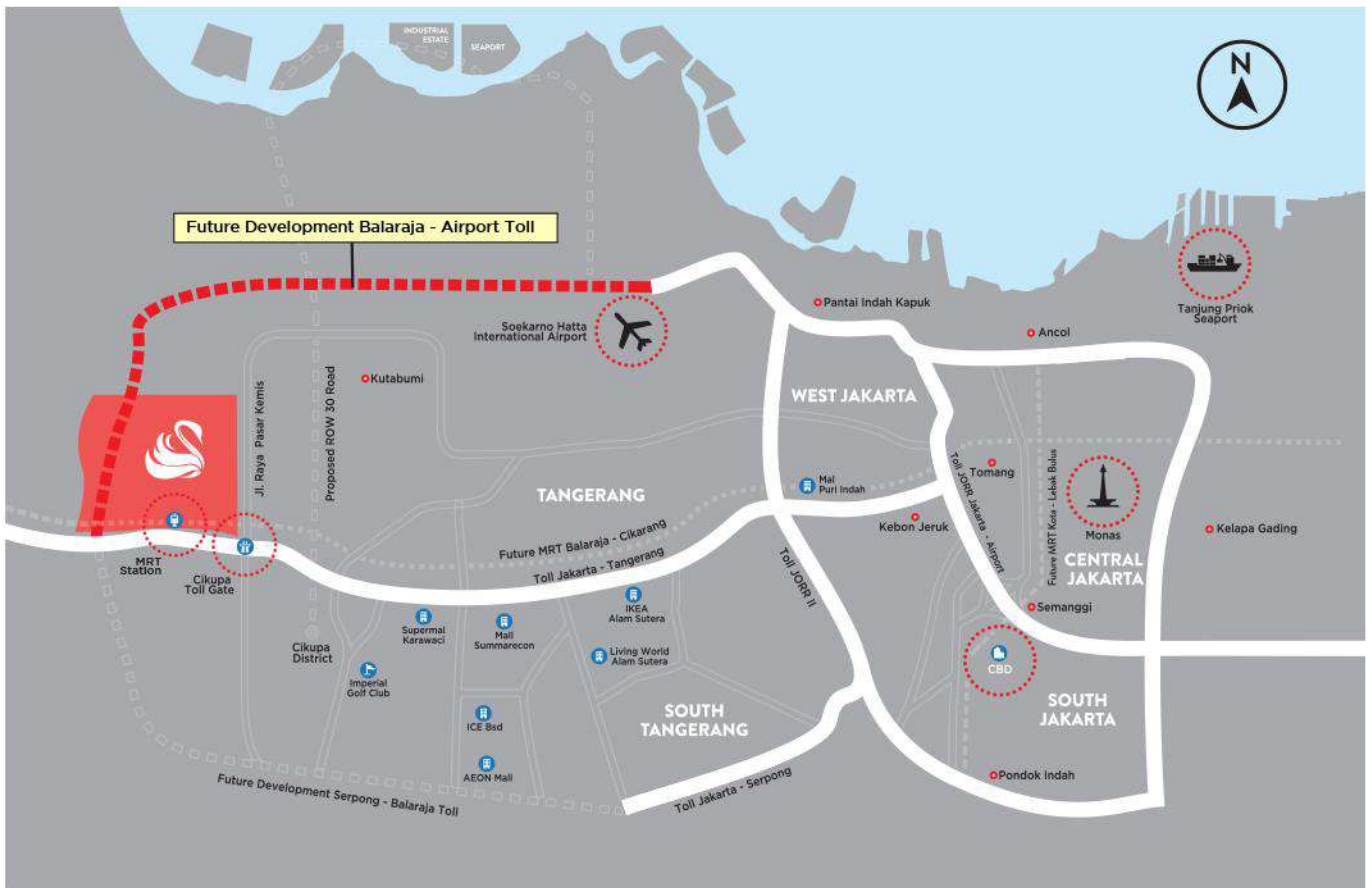 INDUSTRIAL
ESTATE
SEAPORT
N
Future Development Balaraja - Airport Toll
Tanjung Priok
Seaport
Pantai Indah Kapuk
Soekarno Hatta
International Airport
Ancol
Kutabumi
Jl. Raya Pasar Kemis
Proposed ROW 30 Road
WEST JAKARTA
TANGERANG
Mal
Puri Indah
Tomang
Toll JORR Jakarta - Airport
Future MRT Kota - Lebak Bulus
Kebon Jeruk
Monas
Kelapa Gading
CENTRAL
JAKARTA
MRT
Station
Cikupa
Toll Gate
Future MRT Balaraja - Cikarang
Toll Jakarta - Tangerang
Toll JORR II
IKEA
Alam Sutera
Semanggi
Supermal
Karawaci
Mall
Summarecon
Cikupa
District
Living World
Alam Sutera
CBD
Imperial
Golf Club
SOUTH
TANGERANG
SOUTH
JAKARTA
ICE Bsd
AEON Mall
Pondok Indah
Future Development Serpong - Balaraja Toll
Toll Jakarta - Serpong